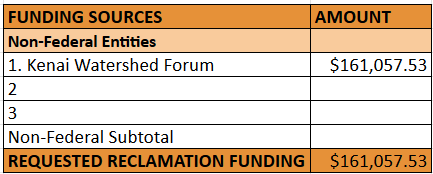 FUNDING SOURCES AMOUNT
Non-Federal Entities
1. Kenai Watershed Forum $161,057.53
2
3
Non-Federal Subtotal
REQUESTED RECLAMATION FUNDING $161,057.53